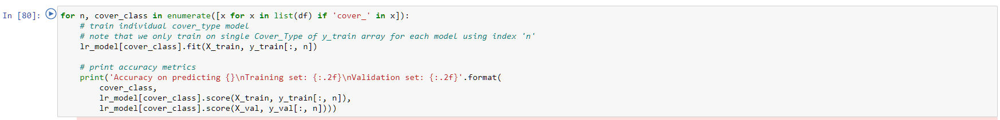 In [80]: for n, cover_class in enumerate([x for x in list(df) if 'cover_' in x]):
    # train individual cover_type model
    # note that we only train on single Cover_Type of y_train array for each model using index 'n'
    lr_model[cover_class].fit(X_train, y_train[:, n])

    # print accuracy metrics
    print('Accuracy on predicting {}\nTraining set: {:.2f}\nValidation set: {:.2f}'.format(
        cover_class,
        lr_model[cover_class].score(X_train, y_train[:, n]),
        lr_model[cover_class].score(X_val, y_val[:, n])))